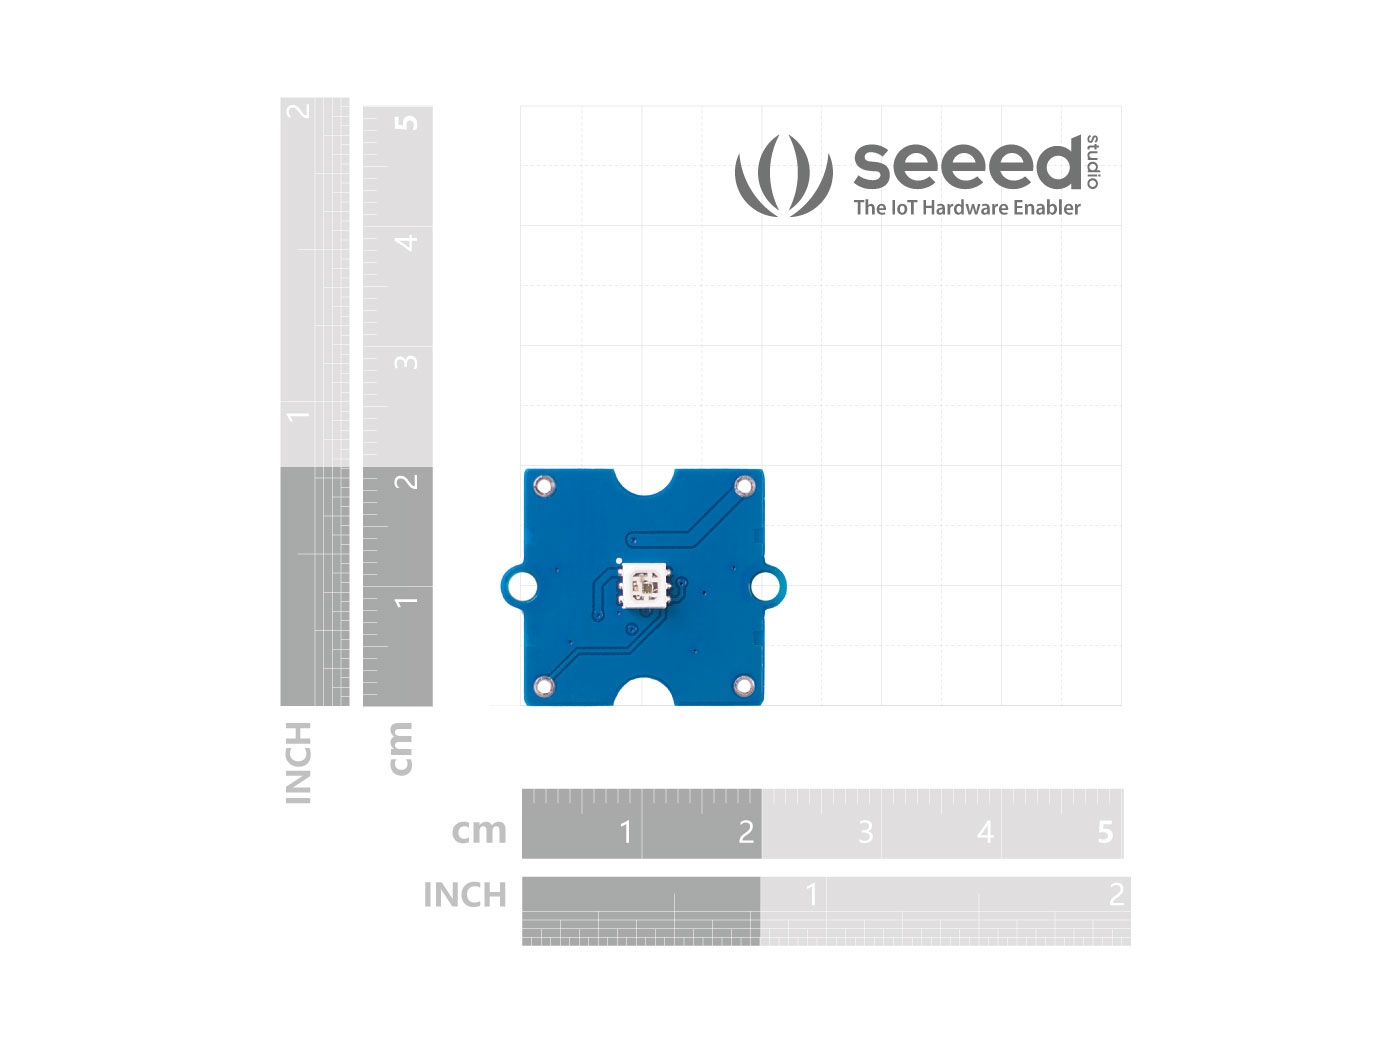 seeed
studio
The IoT Hardware Enabler
2
1
INCH
5
4
3
2
1
cm
cm
1 2 3 4 5
INCH
1 2